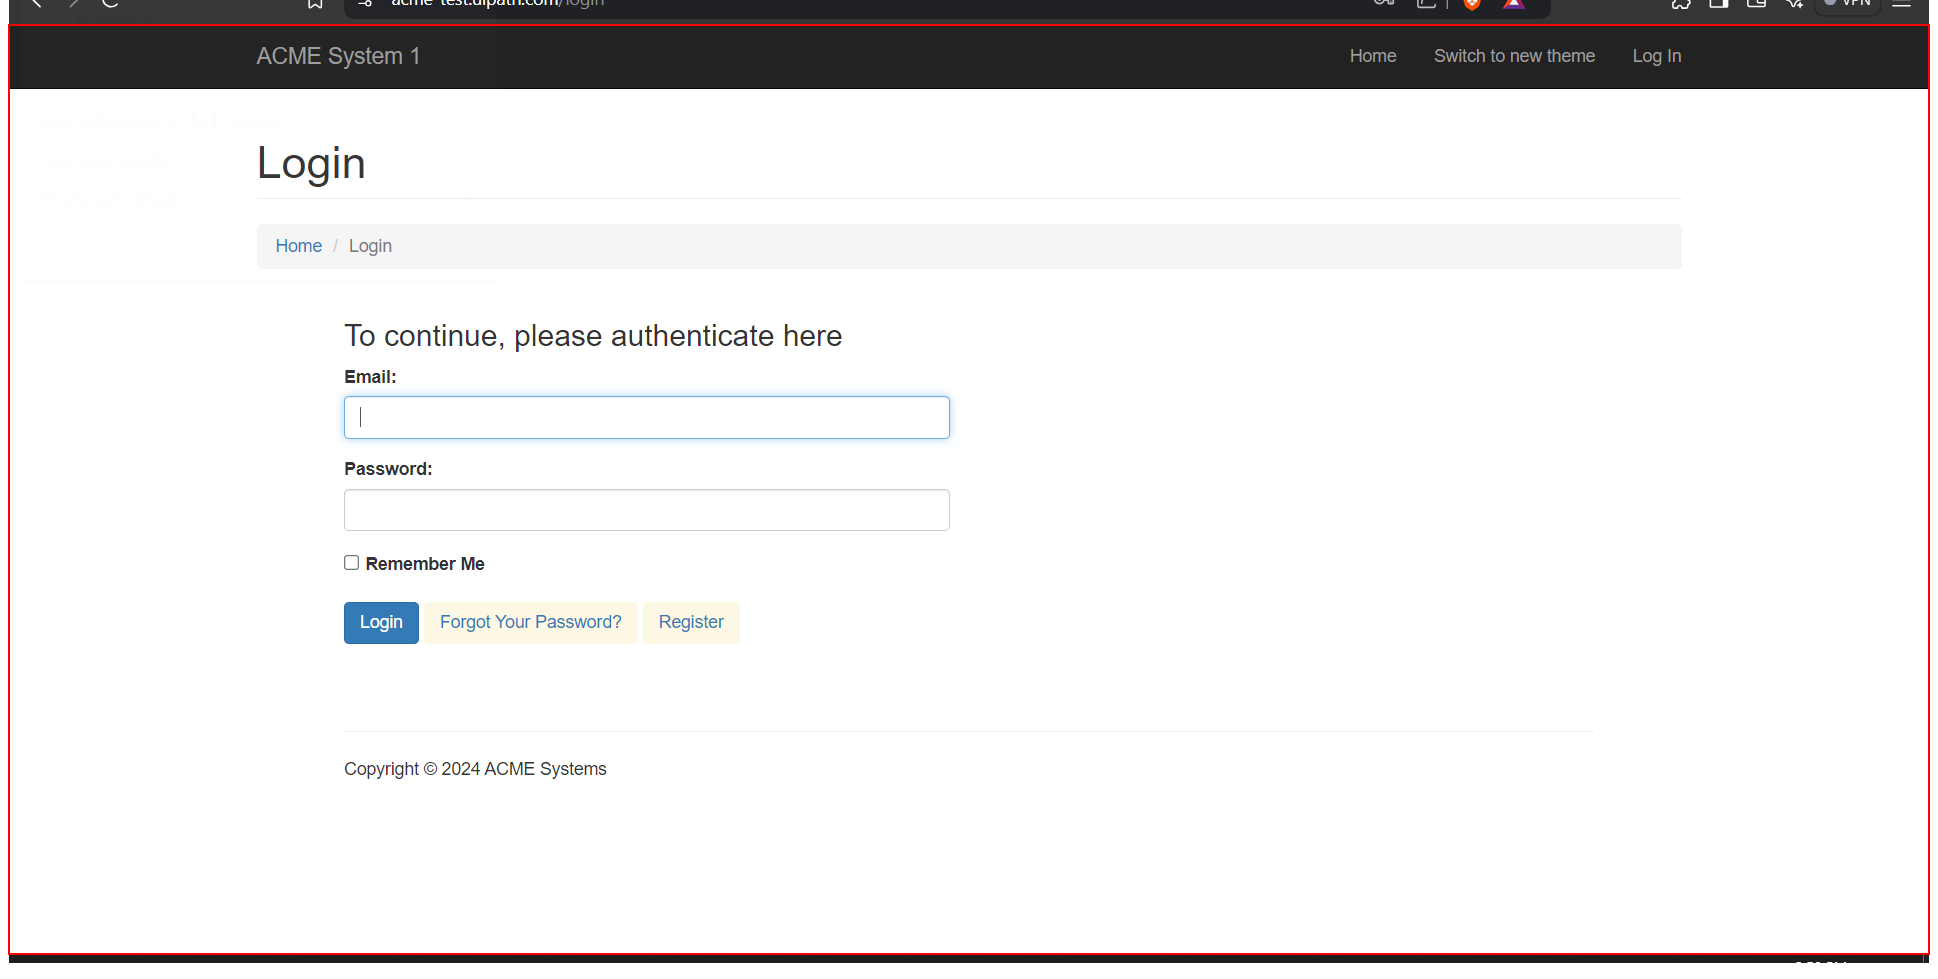 acme-test.uipath.com/login
VPN
ACME System 1
Home
Switch to new theme
Log In
Login
Home / Login
To continue, please authenticate here
Email:
Password:
Remember Me
Login
Forgot Your Password?
Register
Copyright © 2024 ACME Systems